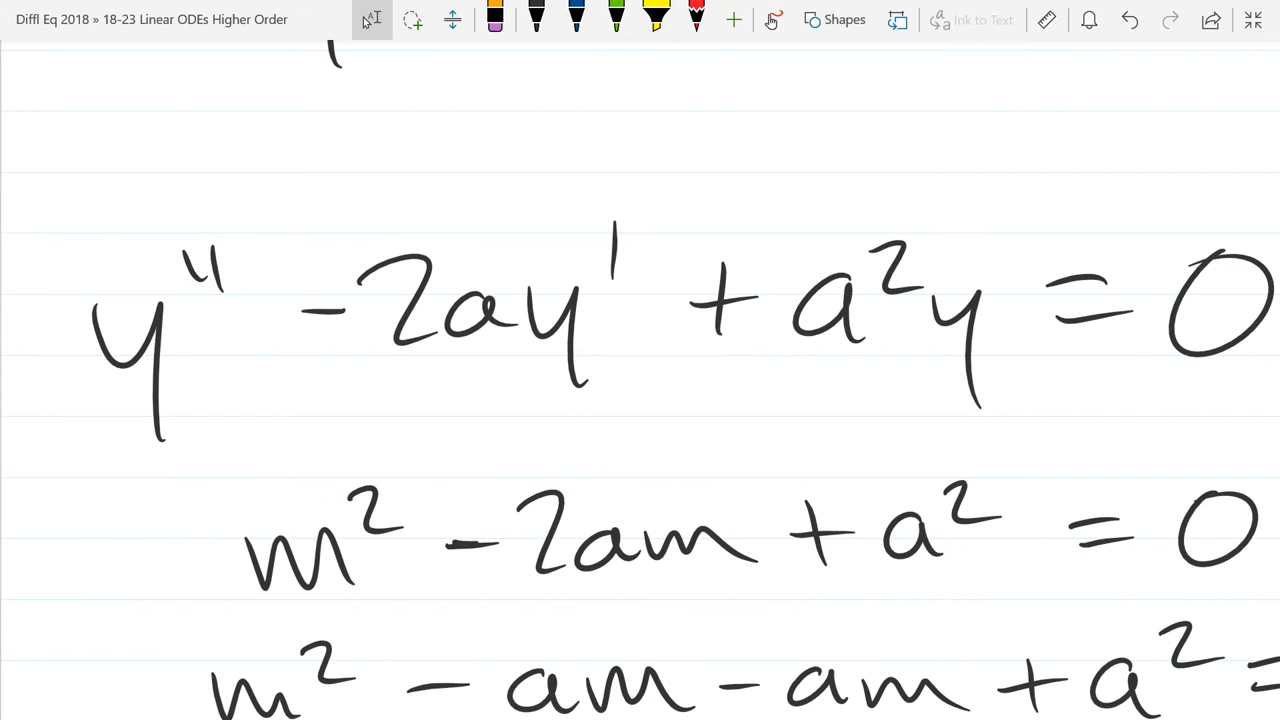 Diffl Eq 2018 » 18-23 Linear ODEs Higher Order
Shapes
Ink to Text
y'' - 2ay' + a²y = 0
m² - 2am + a² = 0
m² - am - am + a² =